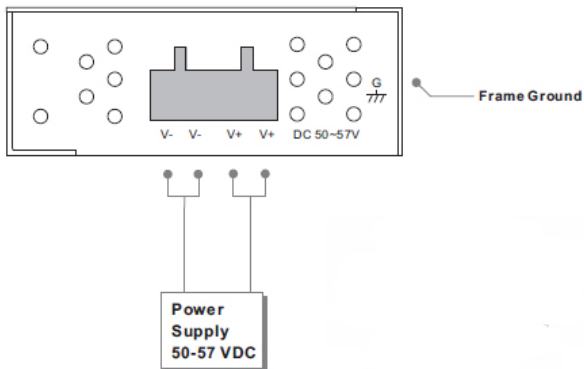 G
Frame Ground
V- V- V+ V+ DC 50~57V
Power
Supply
50-57 VDC